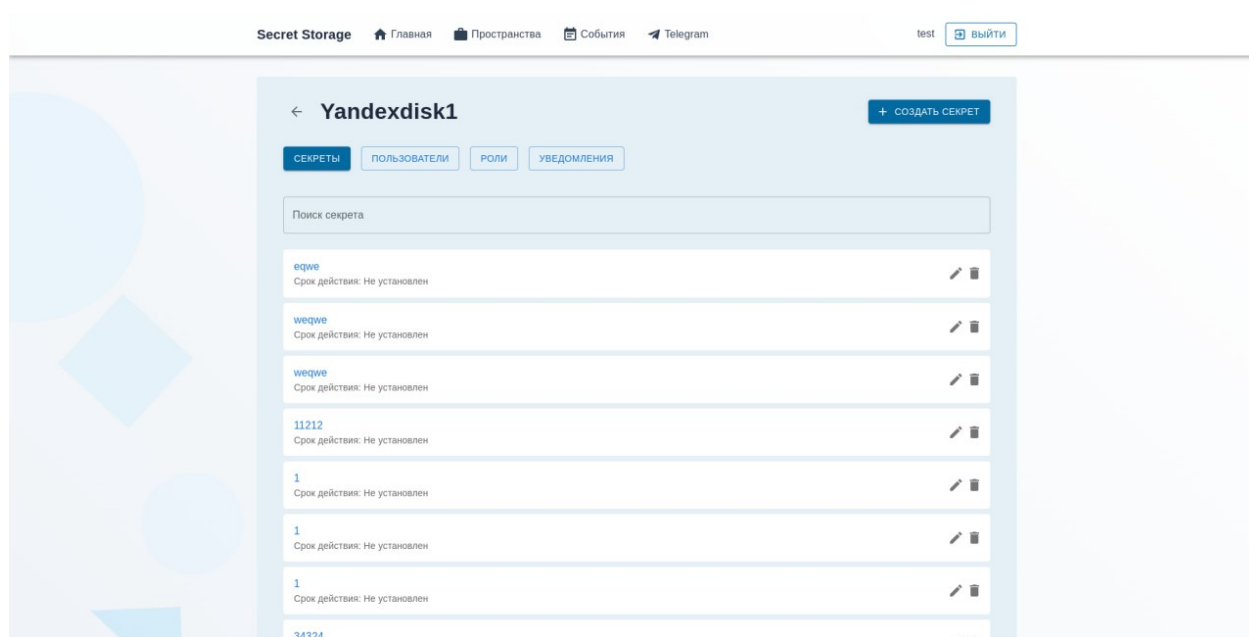 Secret Storage Главная Пространства События Telegram test ВЫЙТИ
Yandexdisk1 + СОЗДАТЬ СЕКРЕТ
СЕКРЕТЫ ПОЛЬЗОВАТЕЛИ РОЛИ УВЕДОМЛЕНИЯ
Поиск секрета
eqwe
Срок действия: Не установлен
weqwe
Срок действия: Не установлен
weqwe
Срок действия: Не установлен
11212
Срок действия: Не установлен
1
Срок действия: Не установлен
1
Срок действия: Не установлен
1
Срок действия: Не установлен
34324